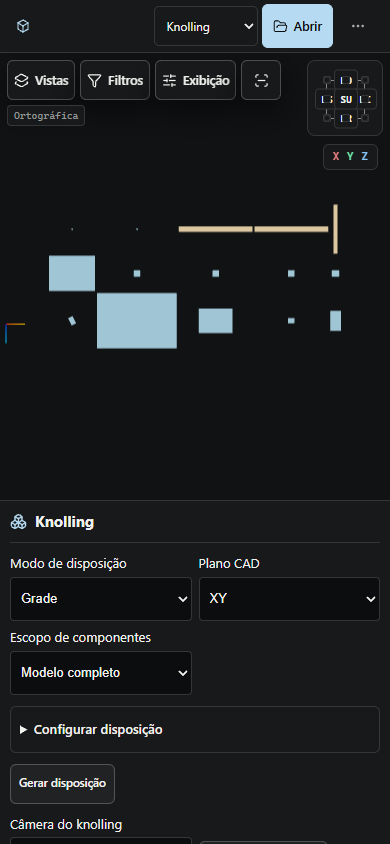 Knolling
Abrir
Vistas
Filtros
Exibição
Ortográfica
SU
X Y Z
Knolling
Modo de disposição
Plano CAD
Grade
XY
Escopo de componentes
Modelo completo
Configurar disposição
Gerar disposição
Câmera do knolling